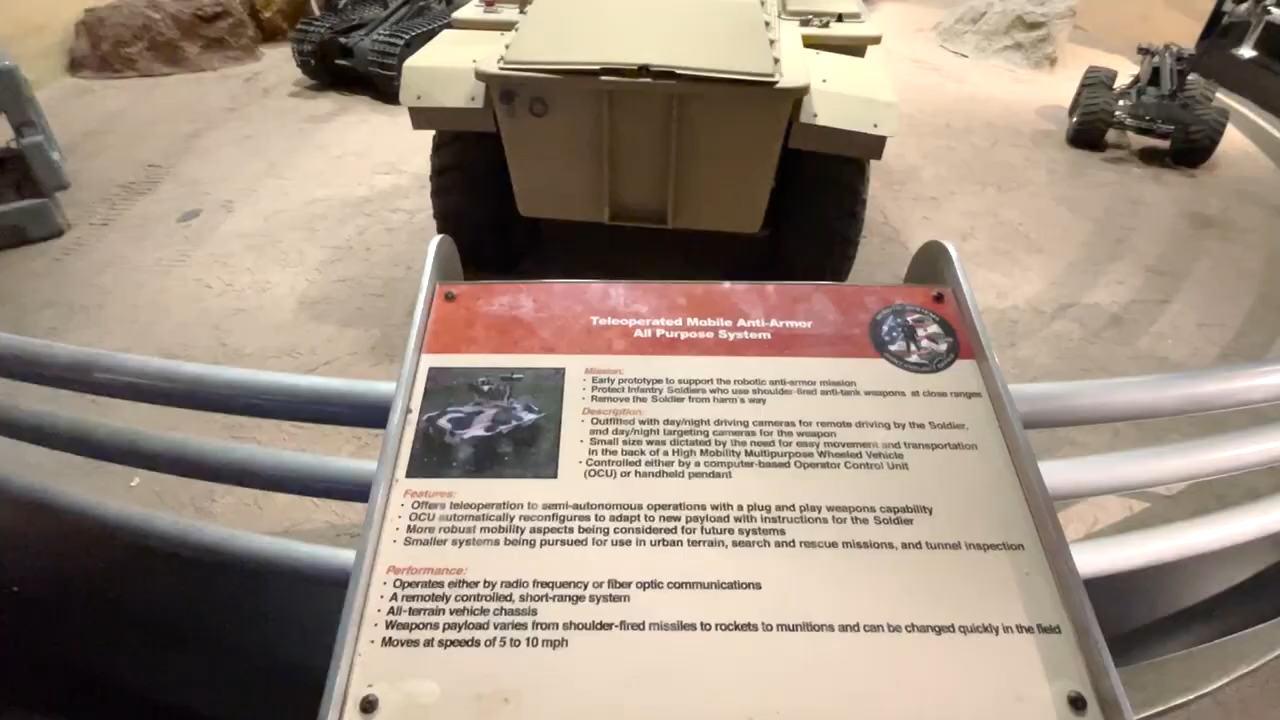 Teleoperated Mobile Anti-Armor
All Purpose System
Mission:
• Early prototype to support the robotic anti-armor mission
• Protect Infantry Soldiers who use shoulder-fired anti-tank weapons at close ranges
• Remove the Soldier from harm's way
Description:
• Outfitted with day/night driving cameras for remote driving by the Soldier,
and day/night targeting cameras for the weapon
• Small size was dictated by the need for easy movement and transportation
in the back of a High Mobility Multipurpose Wheeled Vehicle
• Controlled either by a computer-based Operator Control Unit
(OCU) or handheld pendant
Features:
• Offers teleoperation to semi-autonomous operations with a plug and play weapons capability
• OCU automatically reconfigures to adapt to new payload with instructions for the Soldier
• More robust mobility aspects being considered for future systems
• Smaller systems being pursued for use in urban terrain, search and rescue missions, and tunnel inspection
Performance:
• Operates either by radio frequency or fiber optic communications
• A remotely controlled, short-range system
• All-terrain vehicle chassis
• Weapons payload varies from shoulder-fired missiles to rockets to munitions and can be changed quickly in the field
• Moves at speeds of 5 to 10 mph